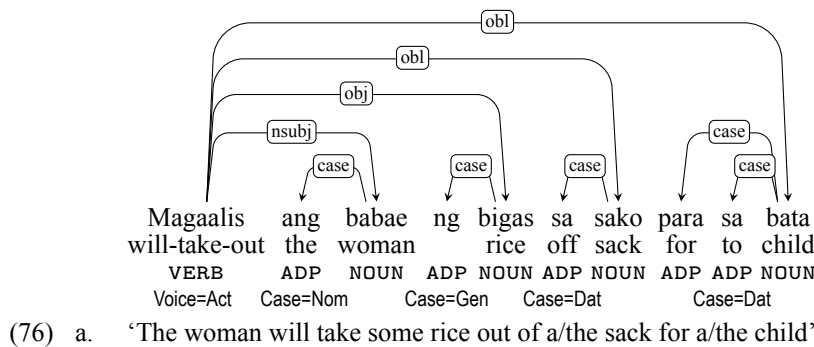 obl
obl
obj
nsubj
case case case case case
Magaalis ang babae ng bigas sa sako para sa bata
will-take-out the woman rice off sack for to child
VERB ADP NOUN ADP NOUN ADP NOUN ADP ADP NOUN
Voice=Act Case=Nom Case=Gen Case=Dat Case=Dat
(76) a. ‘The woman will take some rice out of a/the sack for a/the child’